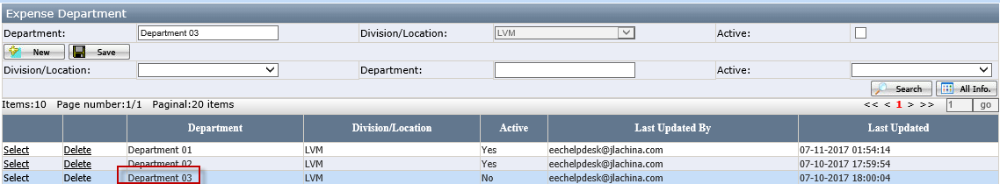 Expense Department
Department: Department 03 Division/Location: LVM Active:
New Save
Division/Location: Department: Active:
Search All Info.
Items:10 Page number:1/1 Paginal:20 items << < 1 > >> 1 go
Department Division/Location Active Last Updated By Last Updated
Select Delete Department 01 LVM Yes eechelpdesk@jlachina.com 07-11-2017 01:54:14
Select Delete Department 02 LVM Yes eechelpdesk@jlachina.com 07-10-2017 17:59:54
Select Delete Department 03 LVM No eechelpdesk@jlachina.com 07-10-2017 18:00:04